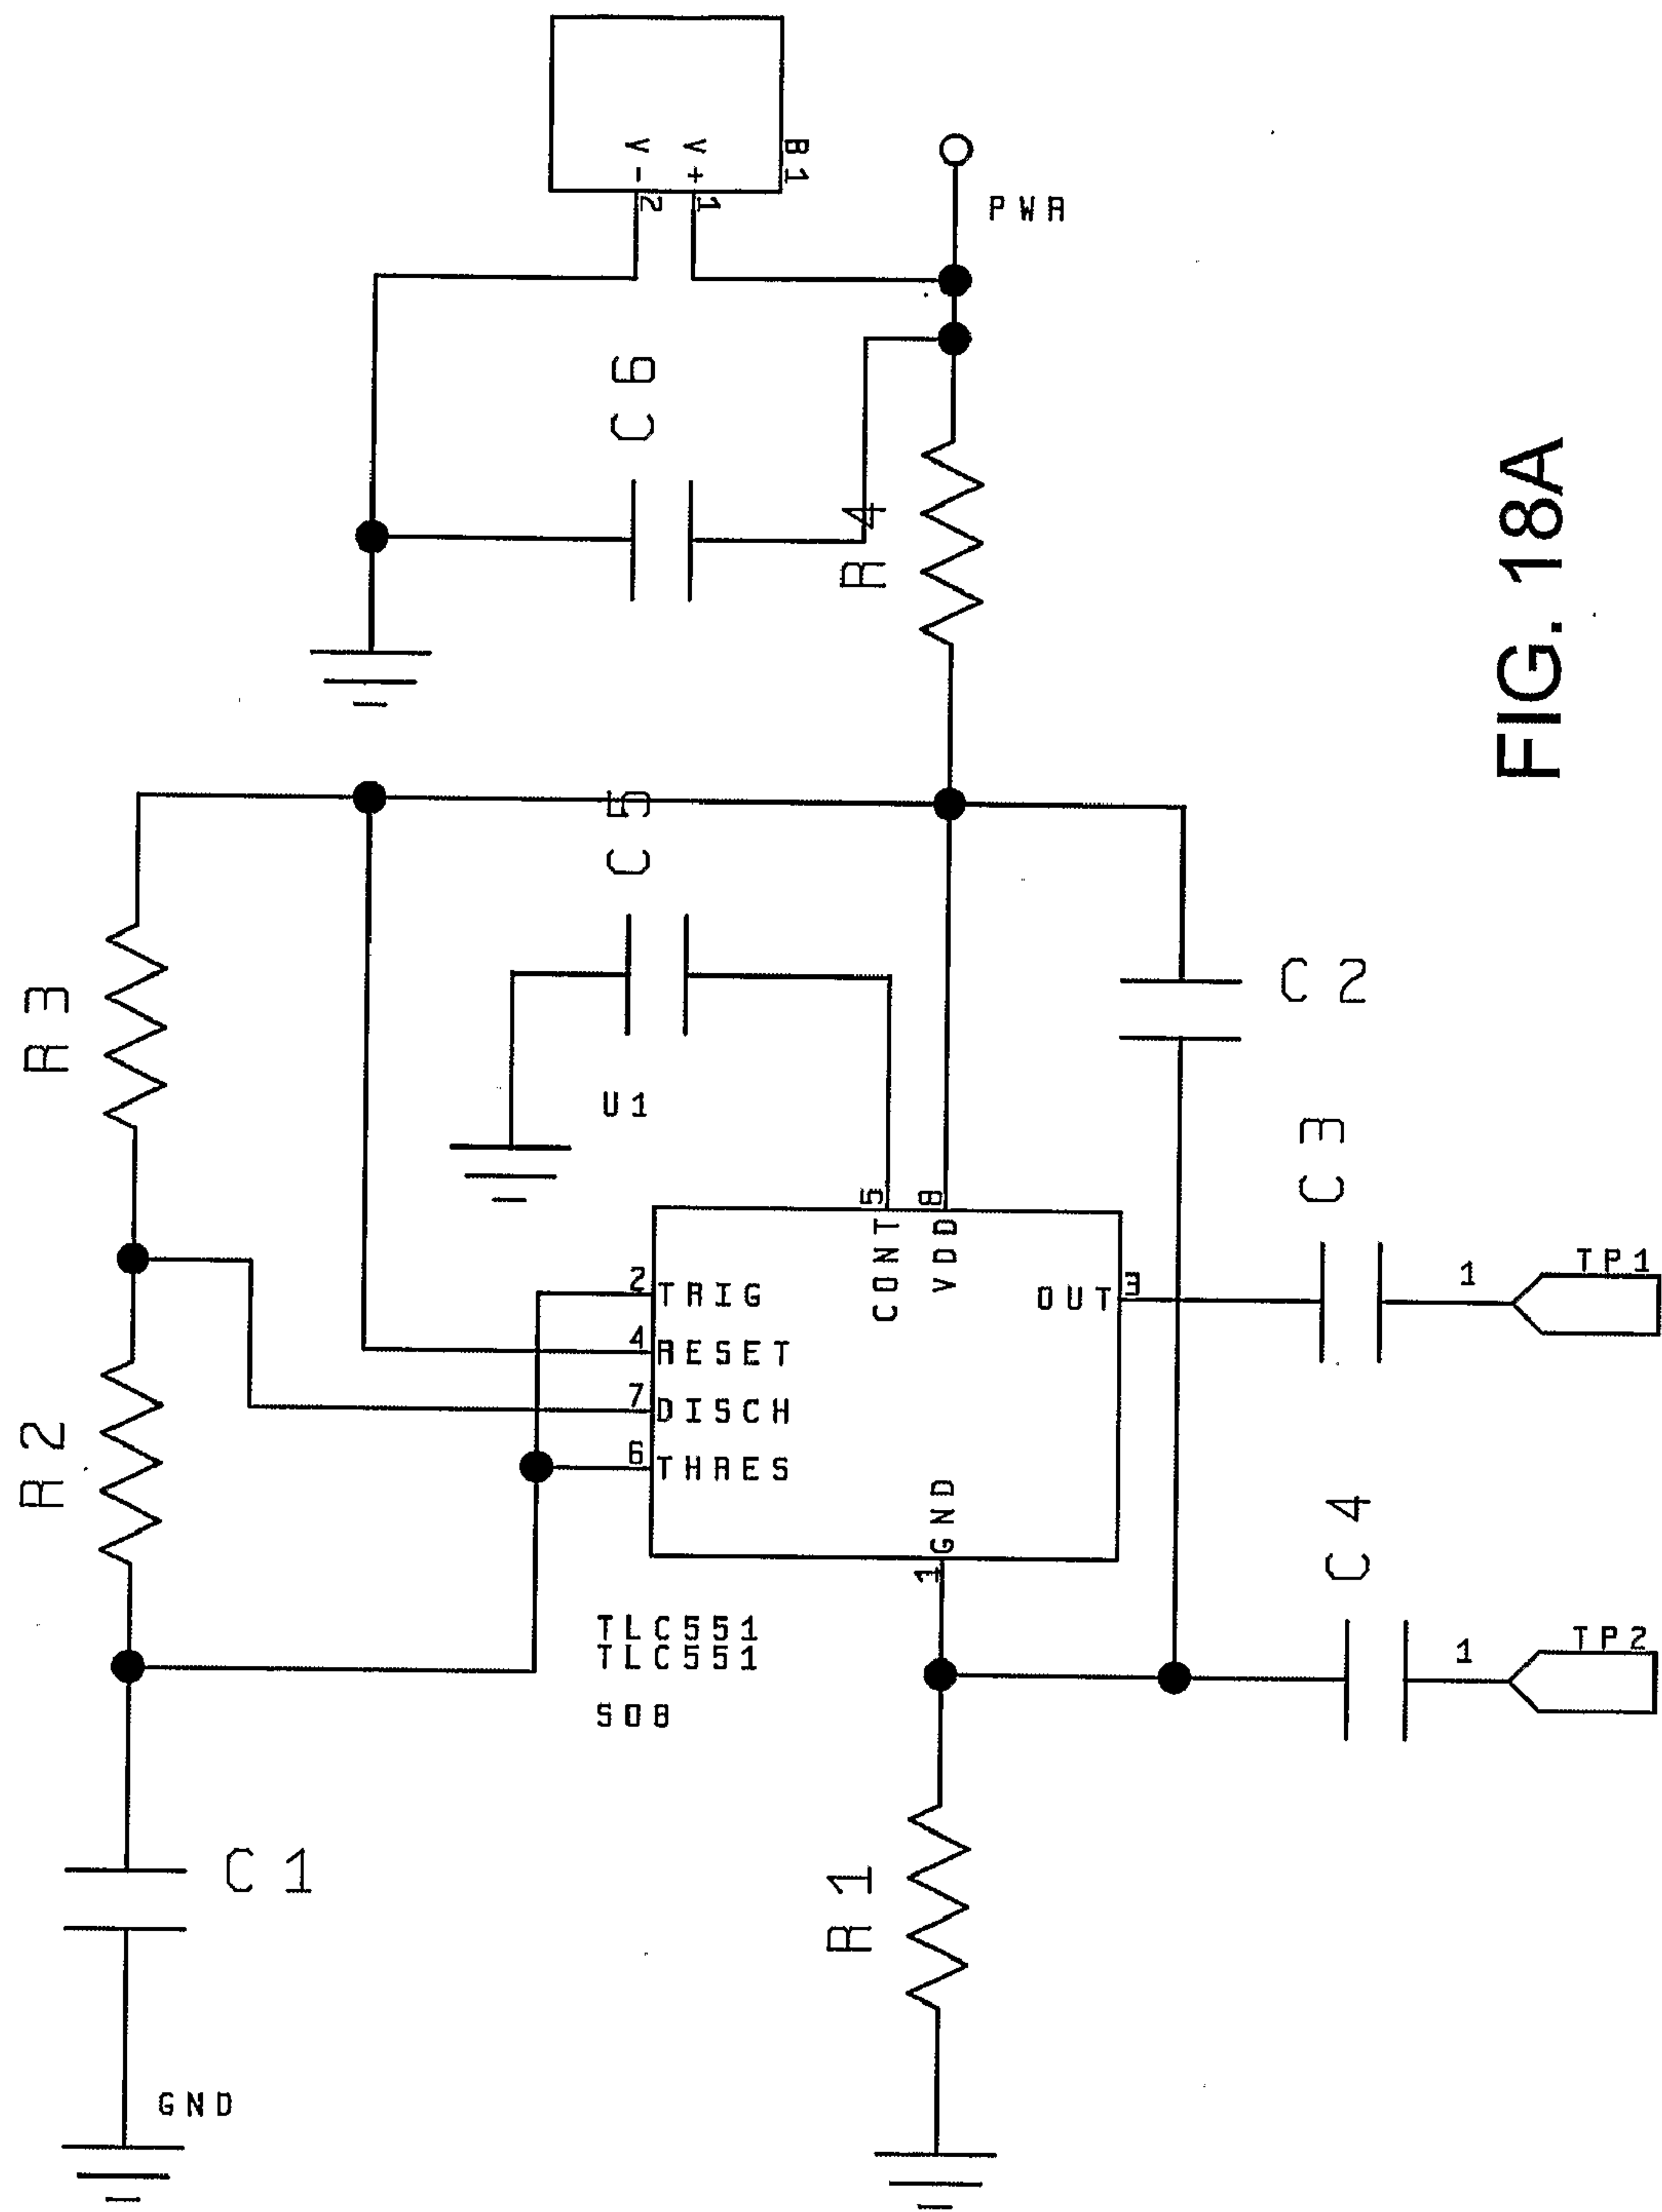 B1
V-
V+
2
1
PWR
C6
R4
C5
R3
C2
U1
C3
5
8
CONT
VDD
2
TRIG
OUT
3
1
TP1
4
RESET
7
DISCH
6
THRES
R2
GND
1
C4
TLC551
TLC551
SO8
1
TP2
C1
R1
GND
FIG. 18A